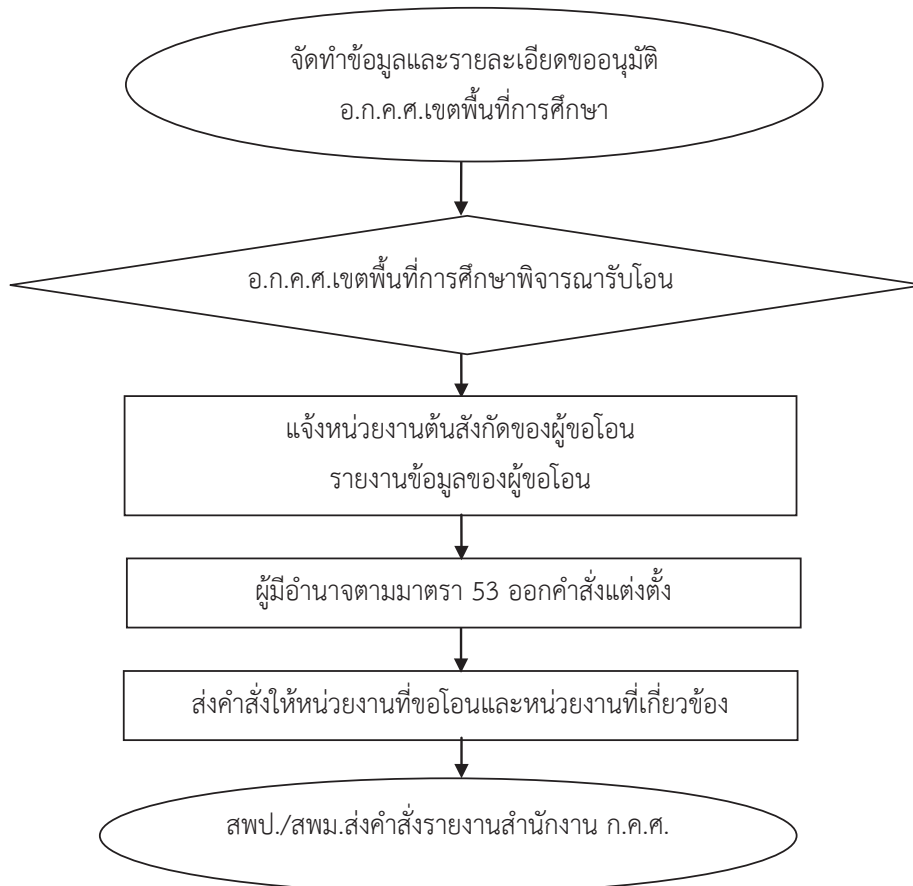 จัดทำข้อมูลและรายละเอียดขออนุมัติ
อ.ก.ค.ศ.เขตพื้นที่การศึกษา
อ.ก.ค.ศ.เขตพื้นที่การศึกษาพิจารณารับโอน
แจ้งหน่วยงานต้นสังกัดของผู้ขอโอน
รายงานข้อมูลของผู้ขอโอน
ผู้มีอำนาจตามมาตรา 53 ออกคำสั่งแต่งตั้ง
ส่งคำสั่งให้หน่วยงานที่ขอโอนและหน่วยงานที่เกี่ยวข้อง
สพป./สพม.ส่งคำสั่งรายงานสำนักงาน ก.ค.ศ.